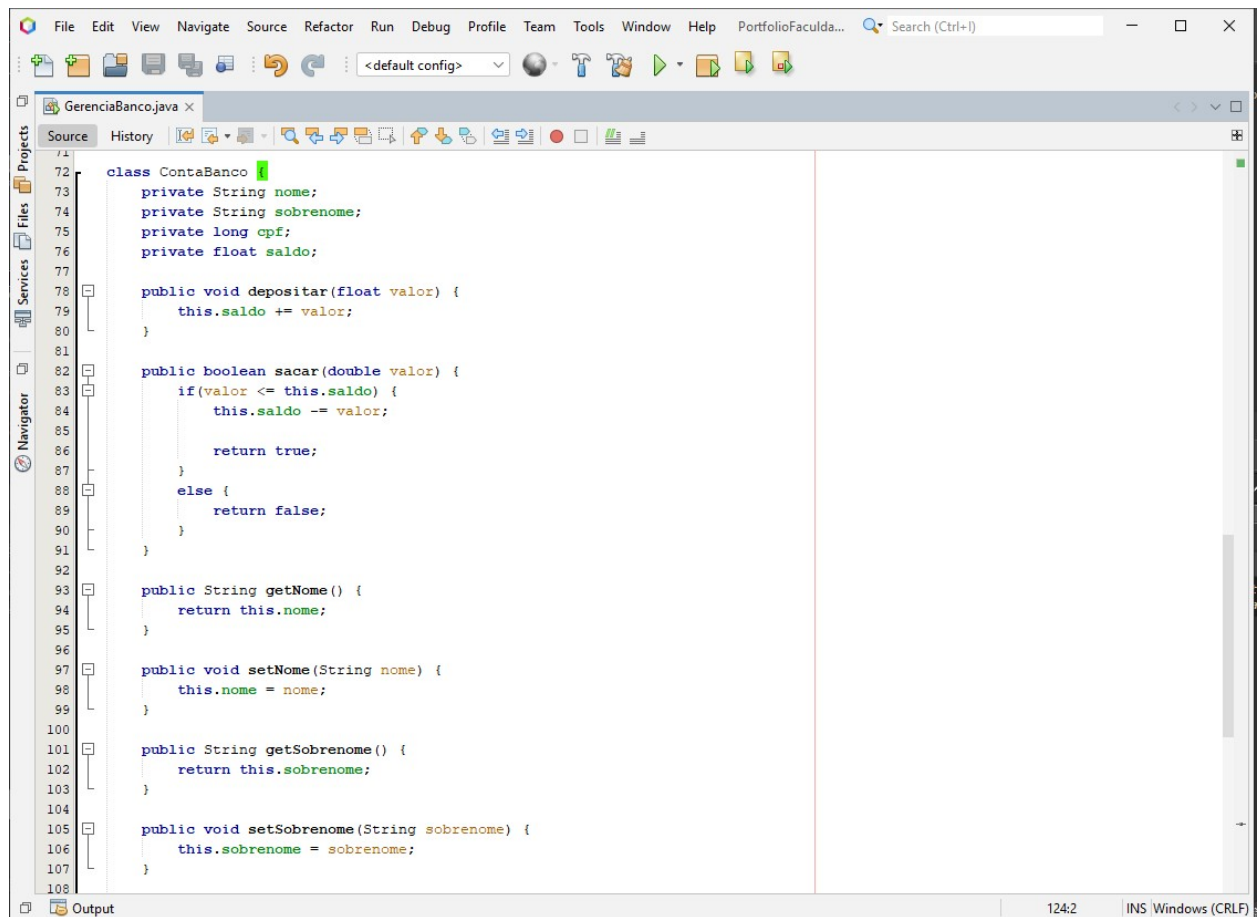 File Edit View Navigate Source Refactor Run Debug Profile Team Tools Window Help PortfolioFaculda... Search (Ctrl+I)
<default config>
GerenciaBanco.java
Source History
Projects
Files
Services
Navigator
71
72 class ContaBanco {
73 private String nome;
74 private String sobrenome;
75 private long cpf;
76 private float saldo;
77
78 public void depositar(float valor) {
79 this.saldo += valor;
80 }
81
82 public boolean sacar(double valor) {
83 if(valor <= this.saldo) {
84 this.saldo -= valor;
85
86 return true;
87 }
88 else {
89 return false;
90 }
91 }
92
93 public String getNome() {
94 return this.nome;
95 }
96
97 public void setNome(String nome) {
98 this.nome = nome;
99 }
100
101 public String getSobrenome() {
102 return this.sobrenome;
103 }
104
105 public void setSobrenome(String sobrenome) {
106 this.sobrenome = sobrenome;
107 }
108
Output 124:2 INS Windows (CRLF)